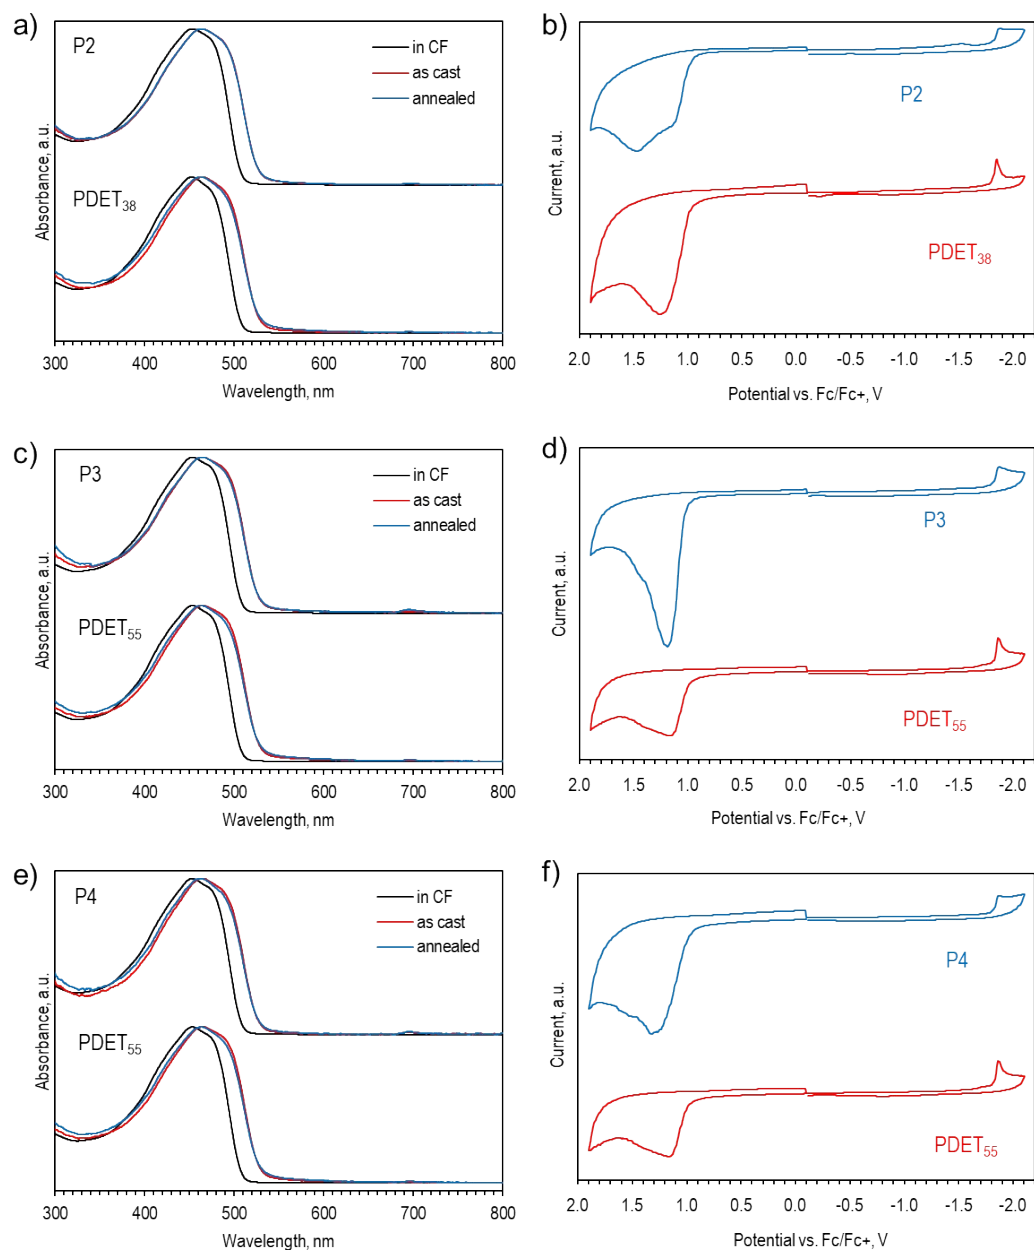 a)
P2
in CF
as cast
annealed
PDET38
Absorbance, a.u.
300 400 500 600 700 800
Wavelength, nm
b)
P2
PDET38
Current, a.u.
2.0 1.5 1.0 0.5 0.0 -0.5 -1.0 -1.5 -2.0
Potential vs. Fc/Fc+, V
c)
P3
in CF
as cast
annealed
PDET55
Absorbance, a.u.
300 400 500 600 700 800
Wavelength, nm
d)
P3
PDET55
Current, a.u.
2.0 1.5 1.0 0.5 0.0 -0.5 -1.0 -1.5 -2.0
Potential vs. Fc/Fc+, V
e)
P4
in CF
as cast
annealed
PDET55
Absorbance, a.u.
300 400 500 600 700 800
Wavelength, nm
f)
P4
PDET55
Current, a.u.
2.0 1.5 1.0 0.5 0.0 -0.5 -1.0 -1.5 -2.0
Potential vs. Fc/Fc+, V